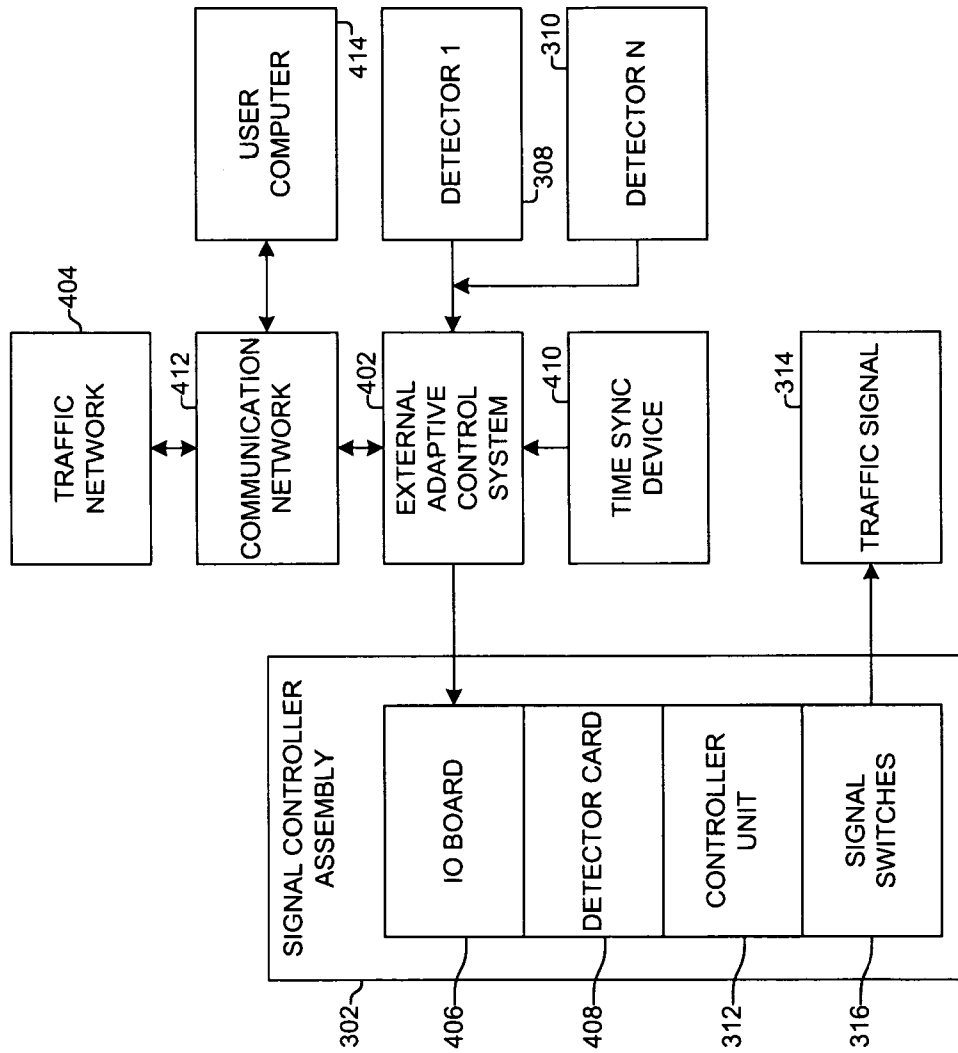 TRAFFIC
NETWORK
404
COMMUNICATION
NETWORK
412
USER
COMPUTER
414
EXTERNAL
ADAPTIVE
CONTROL
SYSTEM
402
DETECTOR 1
308
DETECTOR N
310
TIME SYNC
DEVICE
410
SIGNAL CONTROLLER
ASSEMBLY
302
IO BOARD
406
DETECTOR CARD
408
CONTROLLER
UNIT
312
SIGNAL
SWITCHES
316
TRAFFIC SIGNAL
314